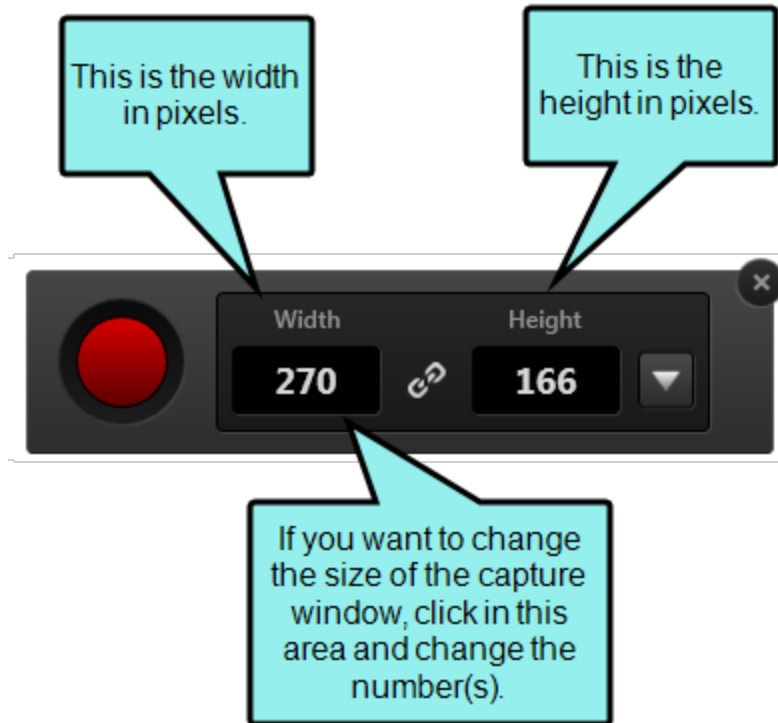 This is the width
in pixels.
This is the
height in pixels.
Width
Height
270
166
If you want to change
the size of the capture
window, click in this
area and change the
number(s).